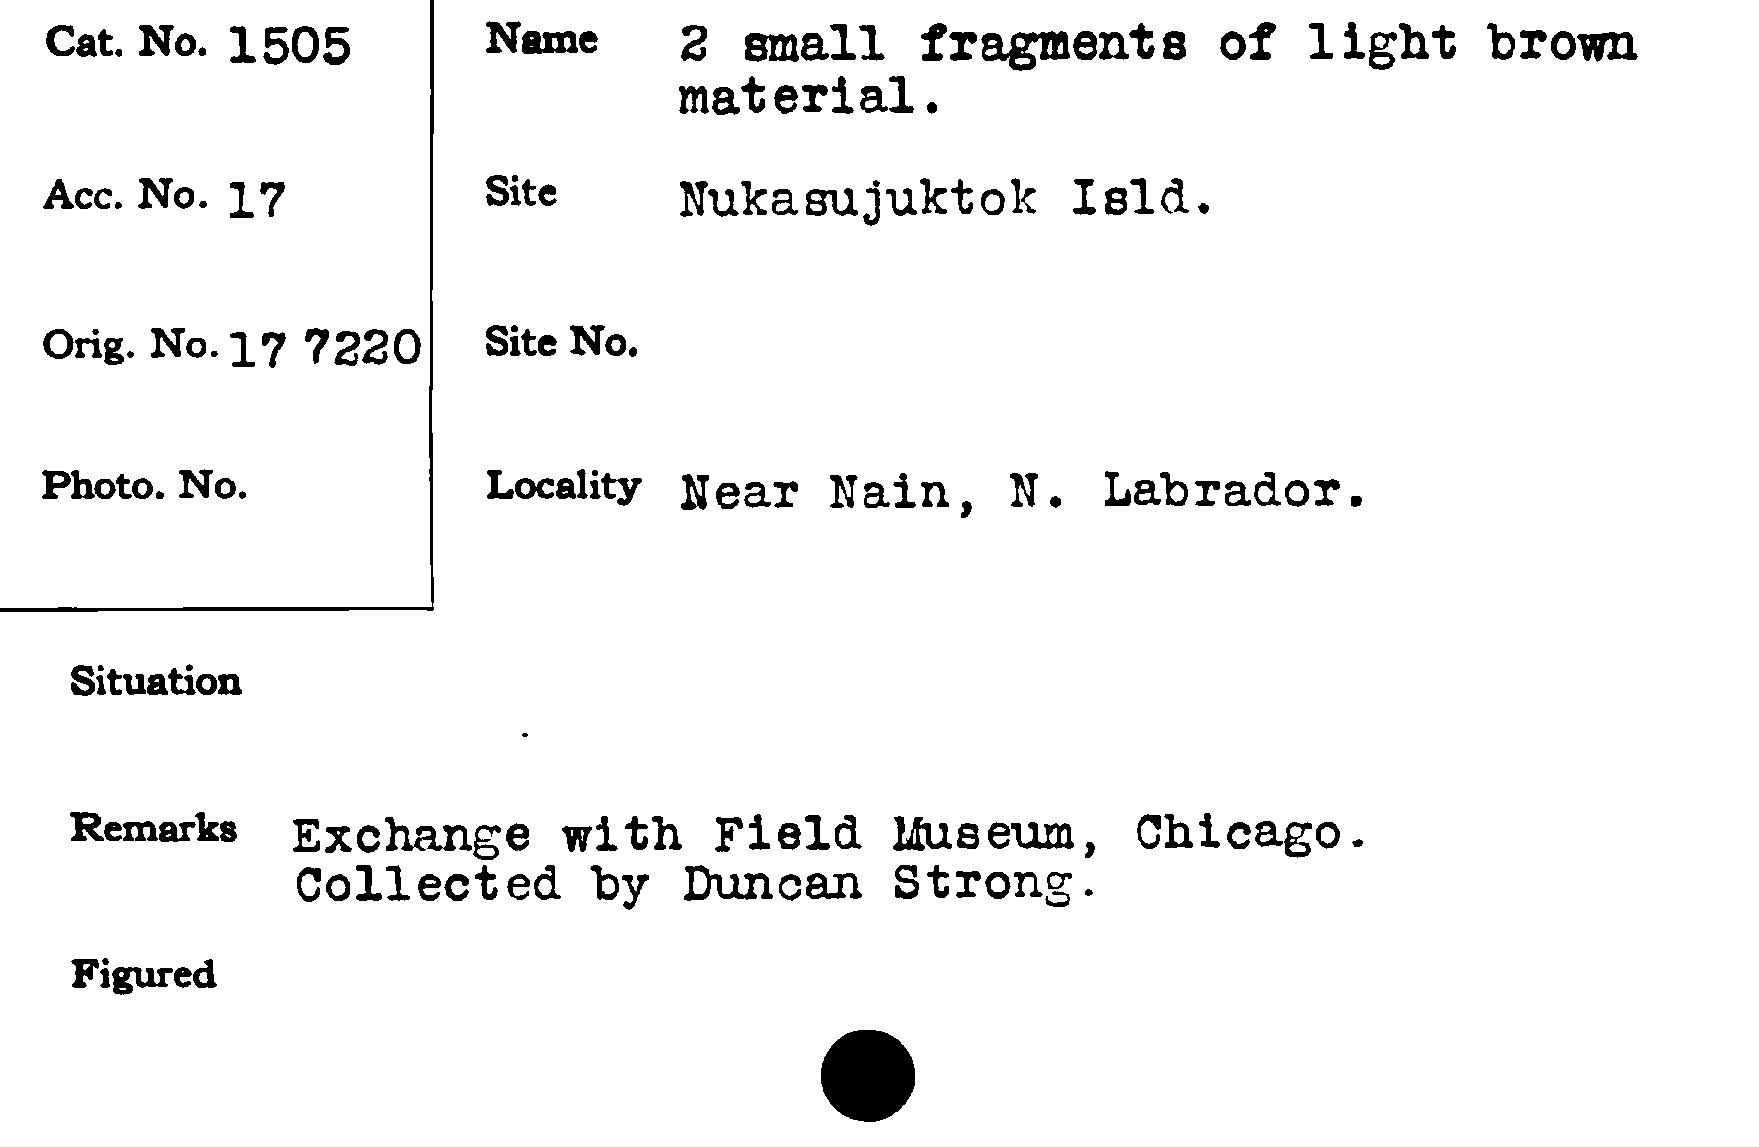 Cat. No. 1505
Name 2 small fragments of light brown
material.
Acc. No. 17
Site Nukasujuktok Isld.
Orig. No. 17 7220
Site No.
Photo. No.
Locality Near Nain, N. Labrador.
Situation
Remarks Exchange with Field Museum, Chicago.
Collected by Duncan Strong.
Figured